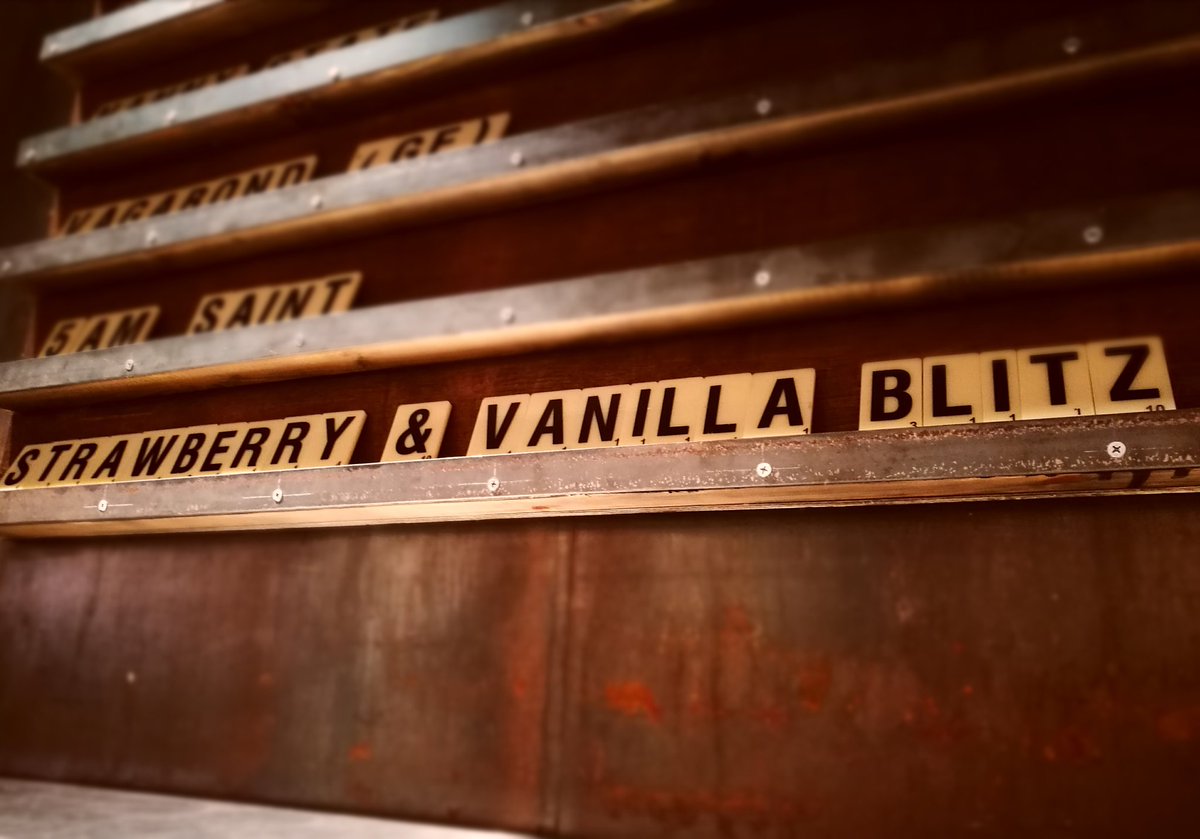 VAGABOND (GF)
5AM SAINT
STRAWBERRY & VANILLA BLITZ